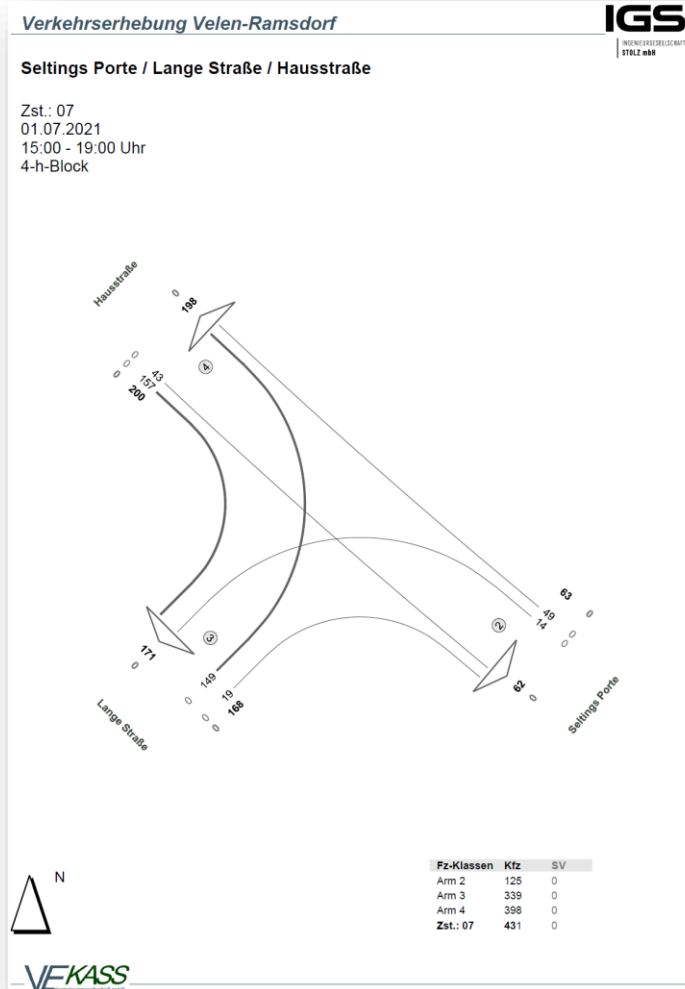 Verkehrserhebung Velen-Ramsdorf
IGS
INGENIEURGESELLSCHAFT
STOLZ mbH
Seltings Porte / Lange Straße / Hausstraße
Zst.: 07
01.07.2021
15:00 - 19:00 Uhr
4-h-Block
Hausstraße
0
198
4
0
0
0
43
157
200
63
0
49
14
0
0
2
62
0
Seltings Porte
3
171
0
149
19
168
0
0
0
Lange Straße
N
Fz-Klassen Kfz SV
Arm 2 125 0
Arm 3 339 0
Arm 4 398 0
Zst.: 07 431 0
VEKASS